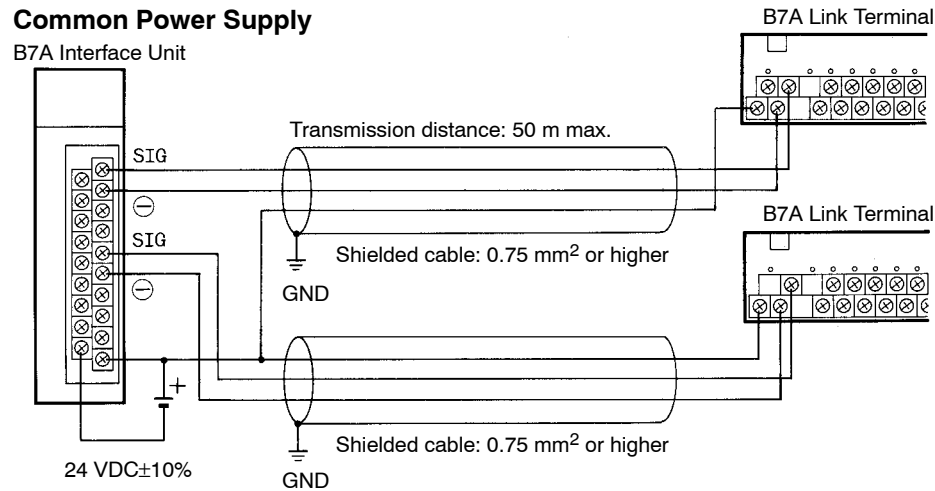 Common Power Supply
B7A Interface Unit
B7A Link Terminal
Transmission distance: 50 m max.
SIG
SIG
Shielded cable: 0.75 mm² or higher
GND
B7A Link Terminal
Shielded cable: 0.75 mm² or higher
GND
24 VDC±10%